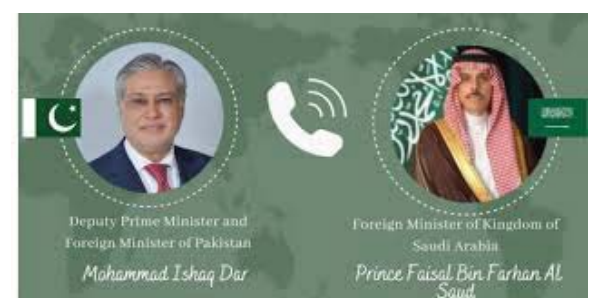 Deputy Prime Minister and
Foreign Minister of Pakistan
Mohammad Ishaq Dar
Foreign Minister of Kingdom of
Saudi Arabia
Prince Faisal Bin Farhan Al
Saud